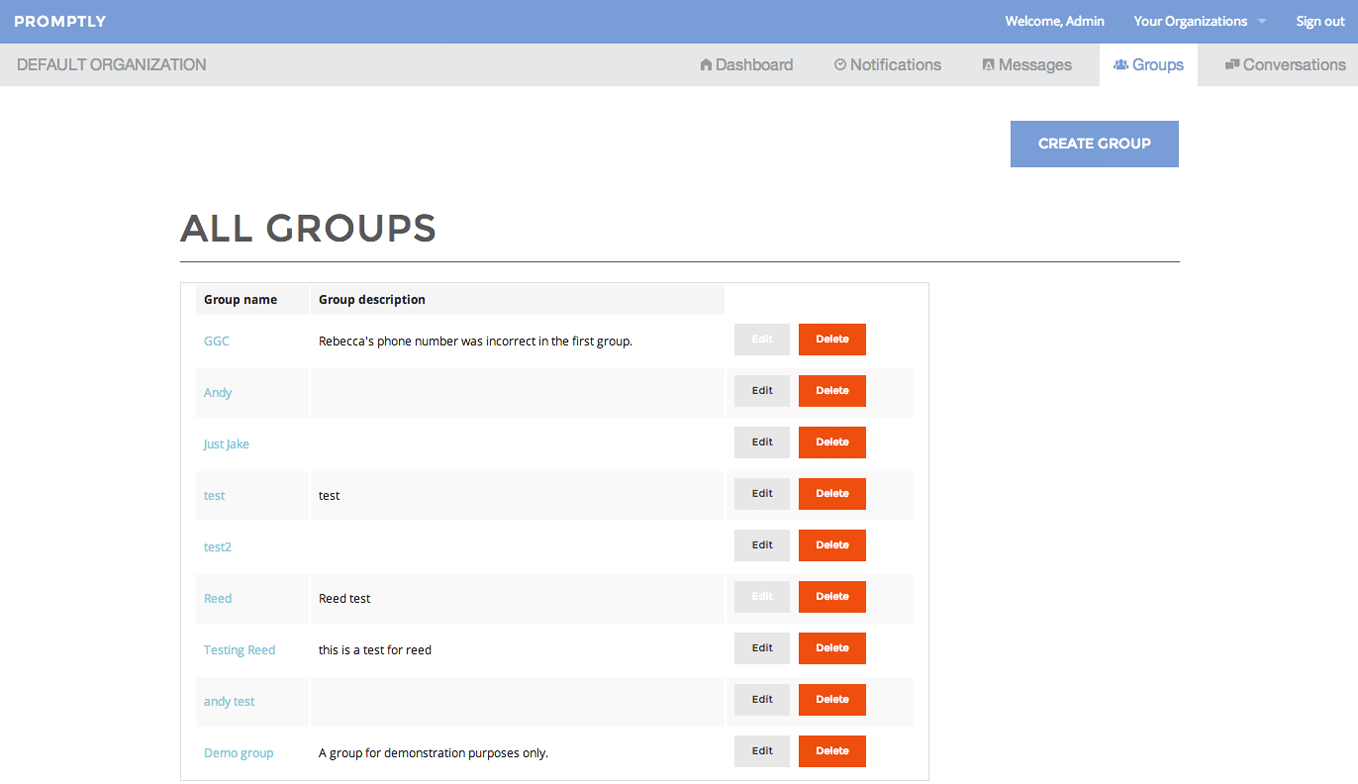 PROMPTLY Welcome, Admin Your Organizations Sign out
DEFAULT ORGANIZATION Dashboard Notifications Messages Groups Conversations
CREATE GROUP
ALL GROUPS
Group name Group description
GGC Rebecca's phone number was incorrect in the first group. Edit Delete
Andy Edit Delete
Just Jake Edit Delete
test test Edit Delete
test2 Edit Delete
Reed Reed test Edit Delete
Testing Reed this is a test for reed Edit Delete
andy test Edit Delete
Demo group A group for demonstration purposes only. Edit Delete